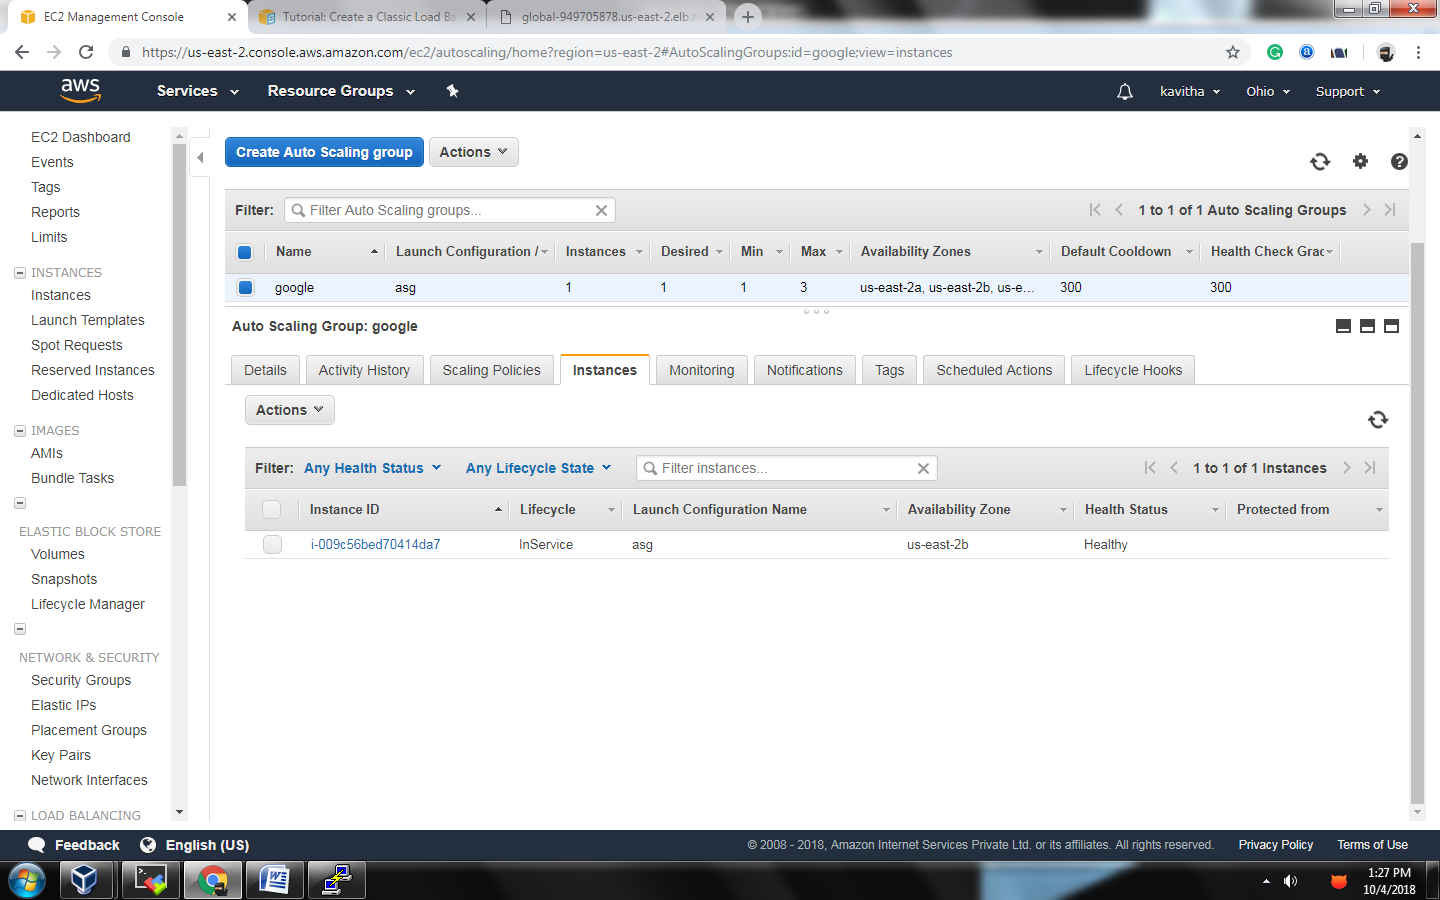 EC2 Management Console
Tutorial: Create a Classic Load Ba
global-949705878.us-east-2.elb.a
https://us-east-2.console.aws.amazon.com/ec2/autoscaling/home?region=us-east-2#AutoScalingGroups:id=google;view=instances
aws Services Resource Groups kavitha Ohio Support
EC2 Dashboard
Events
Tags
Reports
Limits
INSTANCES
Instances
Launch Templates
Spot Requests
Reserved Instances
Dedicated Hosts
IMAGES
AMIs
Bundle Tasks
ELASTIC BLOCK STORE
Volumes
Snapshots
Lifecycle Manager
NETWORK & SECURITY
Security Groups
Elastic IPs
Placement Groups
Key Pairs
Network Interfaces
LOAD BALANCING
Create Auto Scaling group Actions
Filter: Filter Auto Scaling groups... 1 to 1 of 1 Auto Scaling Groups
Name Launch Configuration / Instances Desired Min Max Availability Zones Default Cooldown Health Check Grac
google asg 1 1 1 3 us-east-2a, us-east-2b, us-e... 300 300
Auto Scaling Group: google
Details Activity History Scaling Policies Instances Monitoring Notifications Tags Scheduled Actions Lifecycle Hooks
Actions
Filter: Any Health Status Any Lifecycle State Filter instances... 1 to 1 of 1 Instances
Instance ID Lifecycle Launch Configuration Name Availability Zone Health Status Protected from
i-009c56bed70414da7 InService asg us-east-2b Healthy
Feedback English (US) © 2008 - 2018, Amazon Internet Services Private Ltd. or its affiliates. All rights reserved. Privacy Policy Terms of Use
1:27 PM
10/4/2018